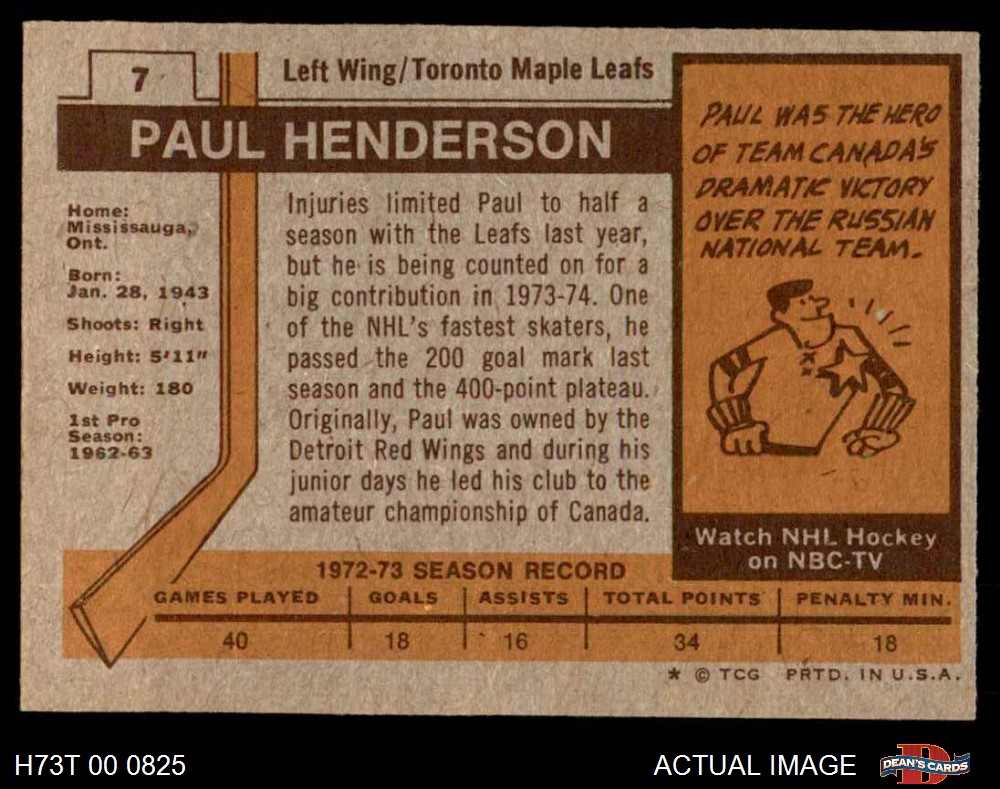 7
Left Wing/Toronto Maple Leafs
PAUL HENDERSON
Home:
Mississauga,
Ont.
Born:
Jan. 28, 1943
Shoots: Right
Height: 5'11"
Weight: 180
1st Pro
Season:
1962-63
Injuries limited Paul to half a
season with the Leafs last year,
but he is being counted on for a
big contribution in 1973-74. One
of the NHL's fastest skaters, he
passed the 200 goal mark last
season and the 400-point plateau.
Originally, Paul was owned by the
Detroit Red Wings and during his
junior days he led his club to the
amateur championship of Canada.
PAUL WAS THE HERO
OF TEAM CANADA'S
DRAMATIC VICTORY
OVER THE RUSSIAN
NATIONAL TEAM.
Watch NHL Hockey
on NBC-TV
1972-73 SEASON RECORD
GAMES PLAYED GOALS ASSISTS TOTAL POINTS PENALTY MIN.
40 18 16 34 18
* © TCG PRTD. IN U.S.A.
H73T 00 0825 ACTUAL IMAGE D DEAN'S CARDS